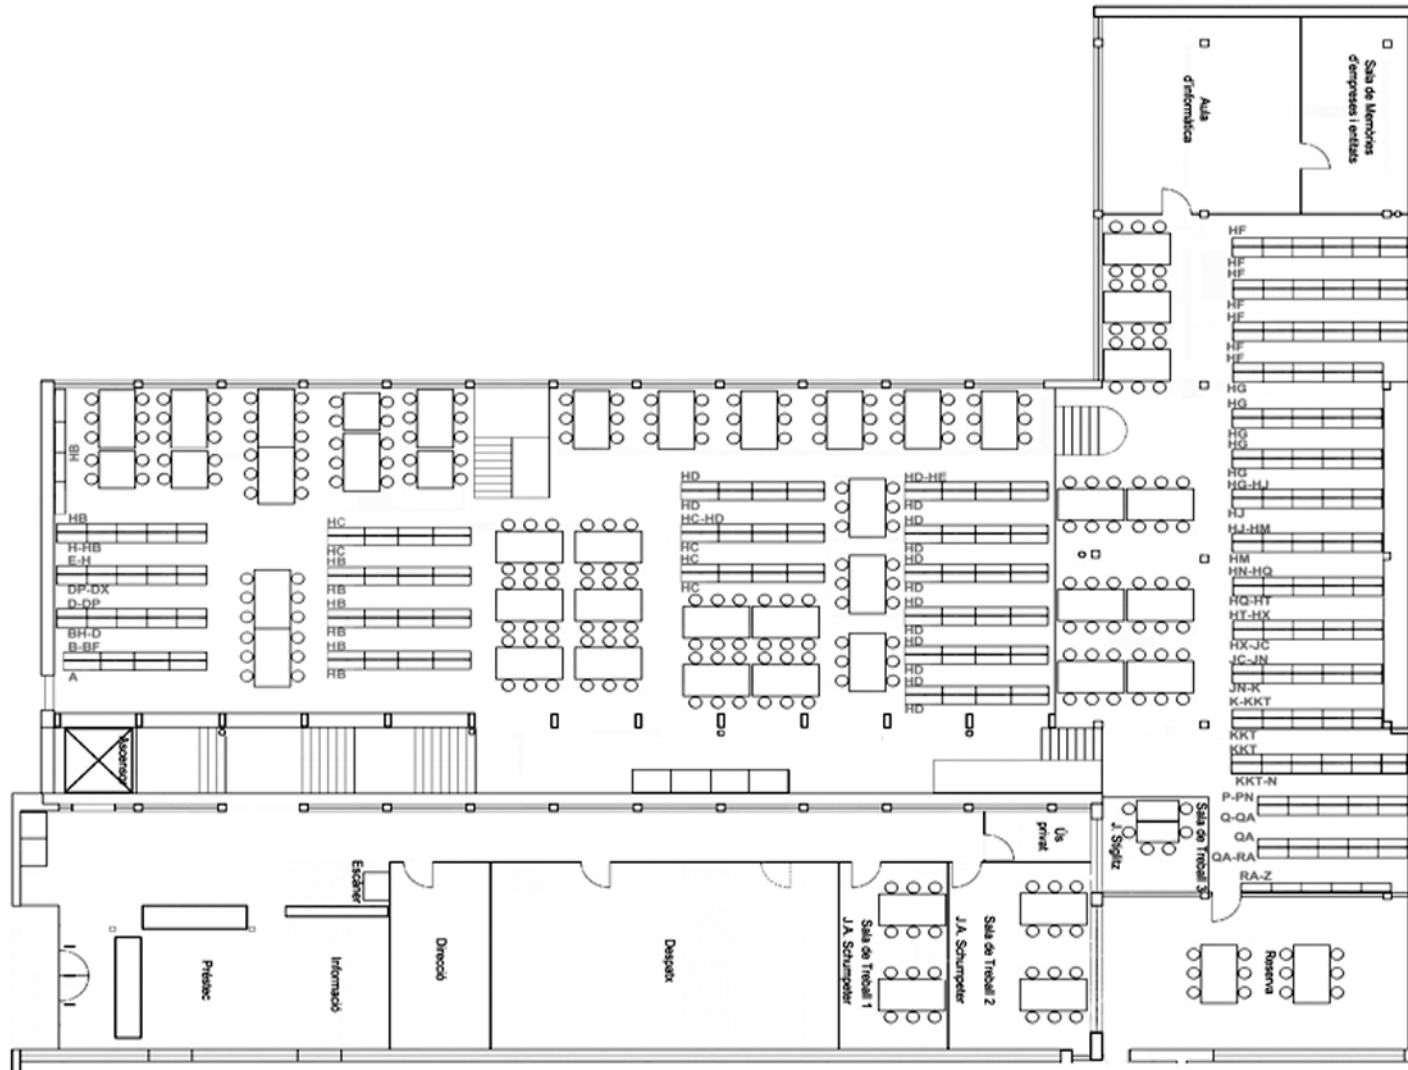 Sala de Memòries
d'empreses i entitats
Aula
d'informàtica
HF
HF
HF
HF
HF
HF
HF
HG
HG
HG
HG
HG
HG-HJ
HJ
HJ-HM
HM
HN-HQ
HQ-HT
HT-HX
HX-JC
JC-JN
JN-K
K-KKT
KKT
KKT
KKT-N
P-PN
Q-QA
QA
QA-RA
RA-Z
BH
HB
H-HB
E-H
DP-DX
D-DP
BH-D
B-BF
A
HC
HC
HB
HB
HB
HB
HB
HB
HD
HD
HC-HD
HC
HC
HC
HD-HE
HD
HD
HD
HD
HD
HD
HD
HD
HD
HD
HD
Ascensor
Escàner
Préstec
Informació
Direcció
Despatx
Sala de Treball 1
J.A. Schumpeter
Sala de Treball 2
J.A. Schumpeter
Ús
privat
Sala de Treball 3
J. Stiglitz
Reserva